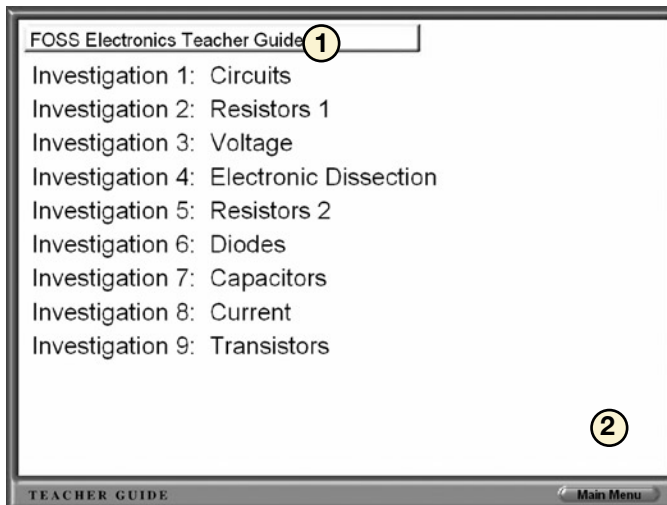 FOSS Electronics Teacher Guide 1
Investigation 1: Circuits
Investigation 2: Resistors 1
Investigation 3: Voltage
Investigation 4: Electronic Dissection
Investigation 5: Resistors 2
Investigation 6: Diodes
Investigation 7: Capacitors
Investigation 8: Current
Investigation 9: Transistors
2
TEACHER GUIDE Main Menu